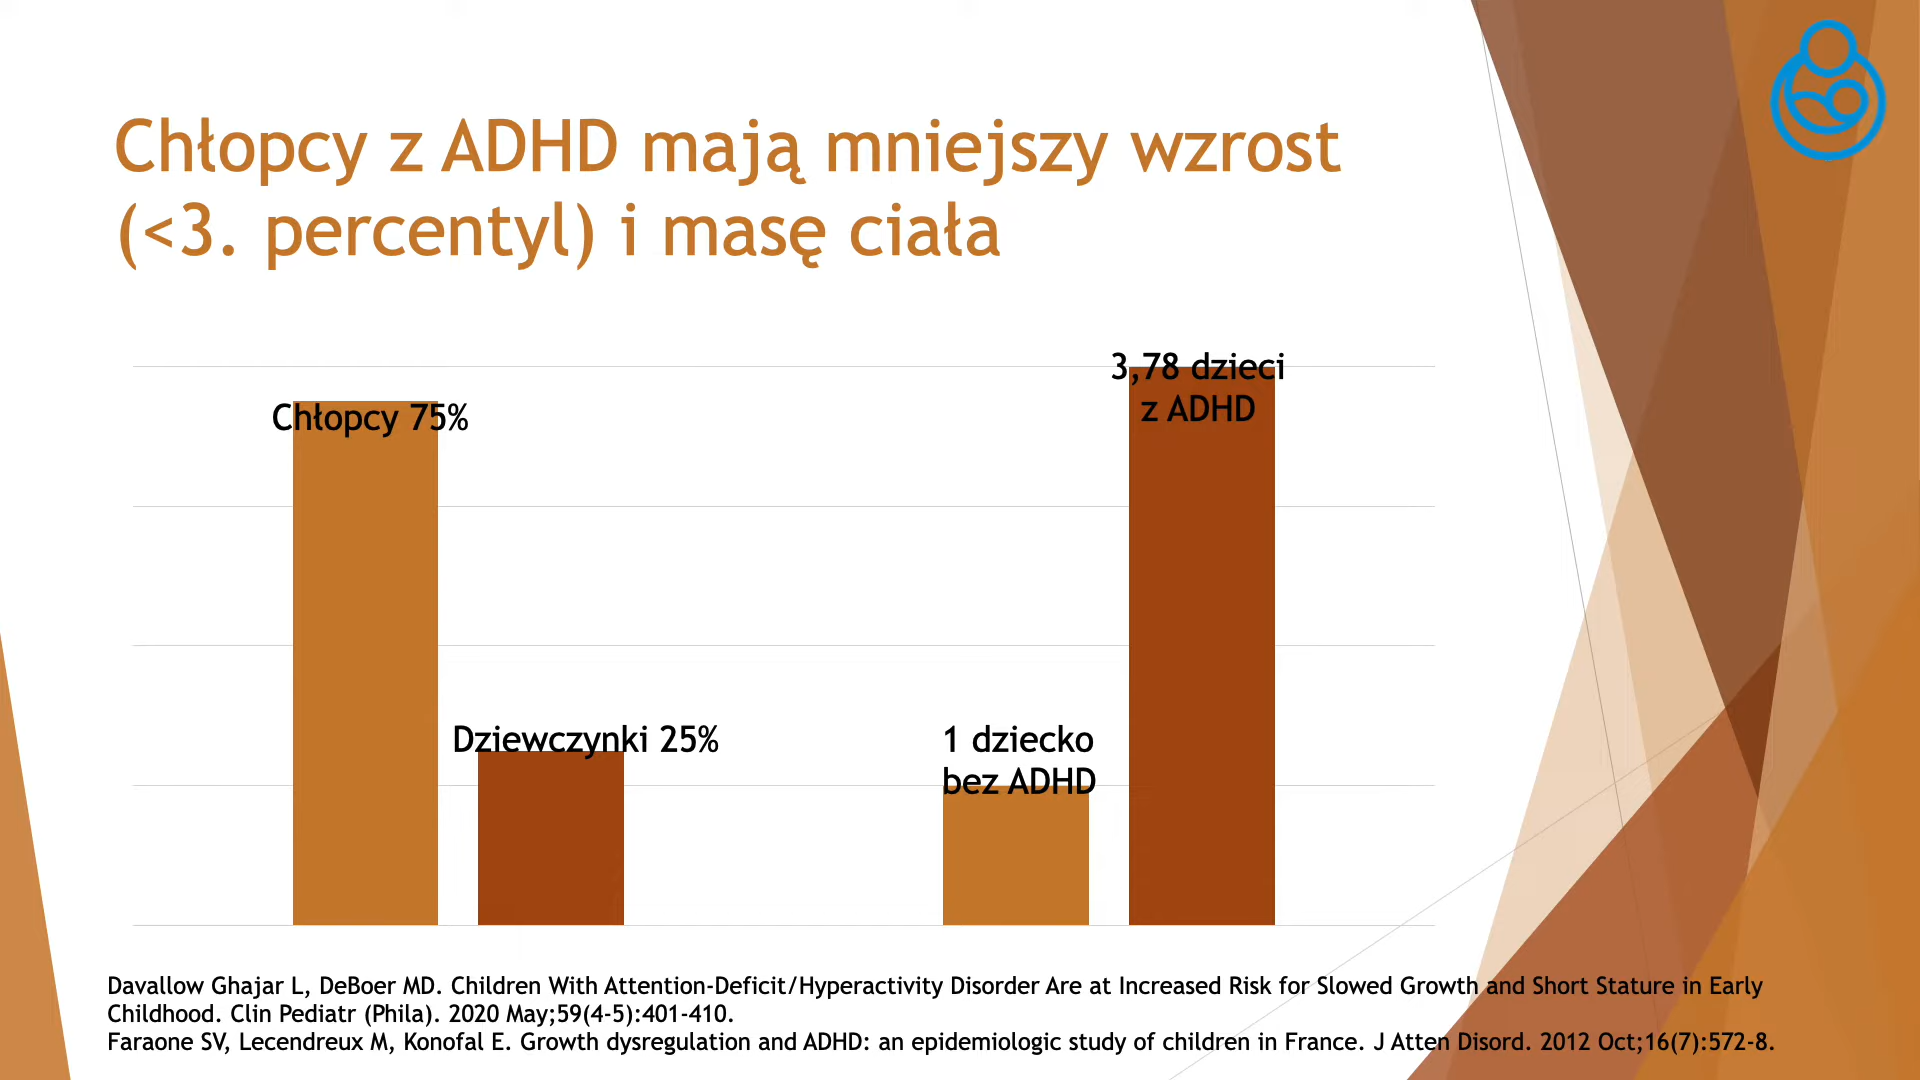 Chłopcy z ADHD mają mniejszy wzrost
(<3. percentyl) i masę ciała
Chłopcy 75%
Dziewczynki 25%
1 dziecko
bez ADHD
3,78 dzieci
z ADHD
Davallow Ghajar L, DeBoer MD. Children With Attention-Deficit/Hyperactivity Disorder Are at Increased Risk for Slowed Growth and Short Stature in Early
Childhood. Clin Pediatr (Phila). 2020 May;59(4-5):401-410.
Faraone SV, Lecendreux M, Konofal E. Growth dysregulation and ADHD: an epidemiologic study of children in France. J Atten Disord. 2012 Oct;16(7):572-8.